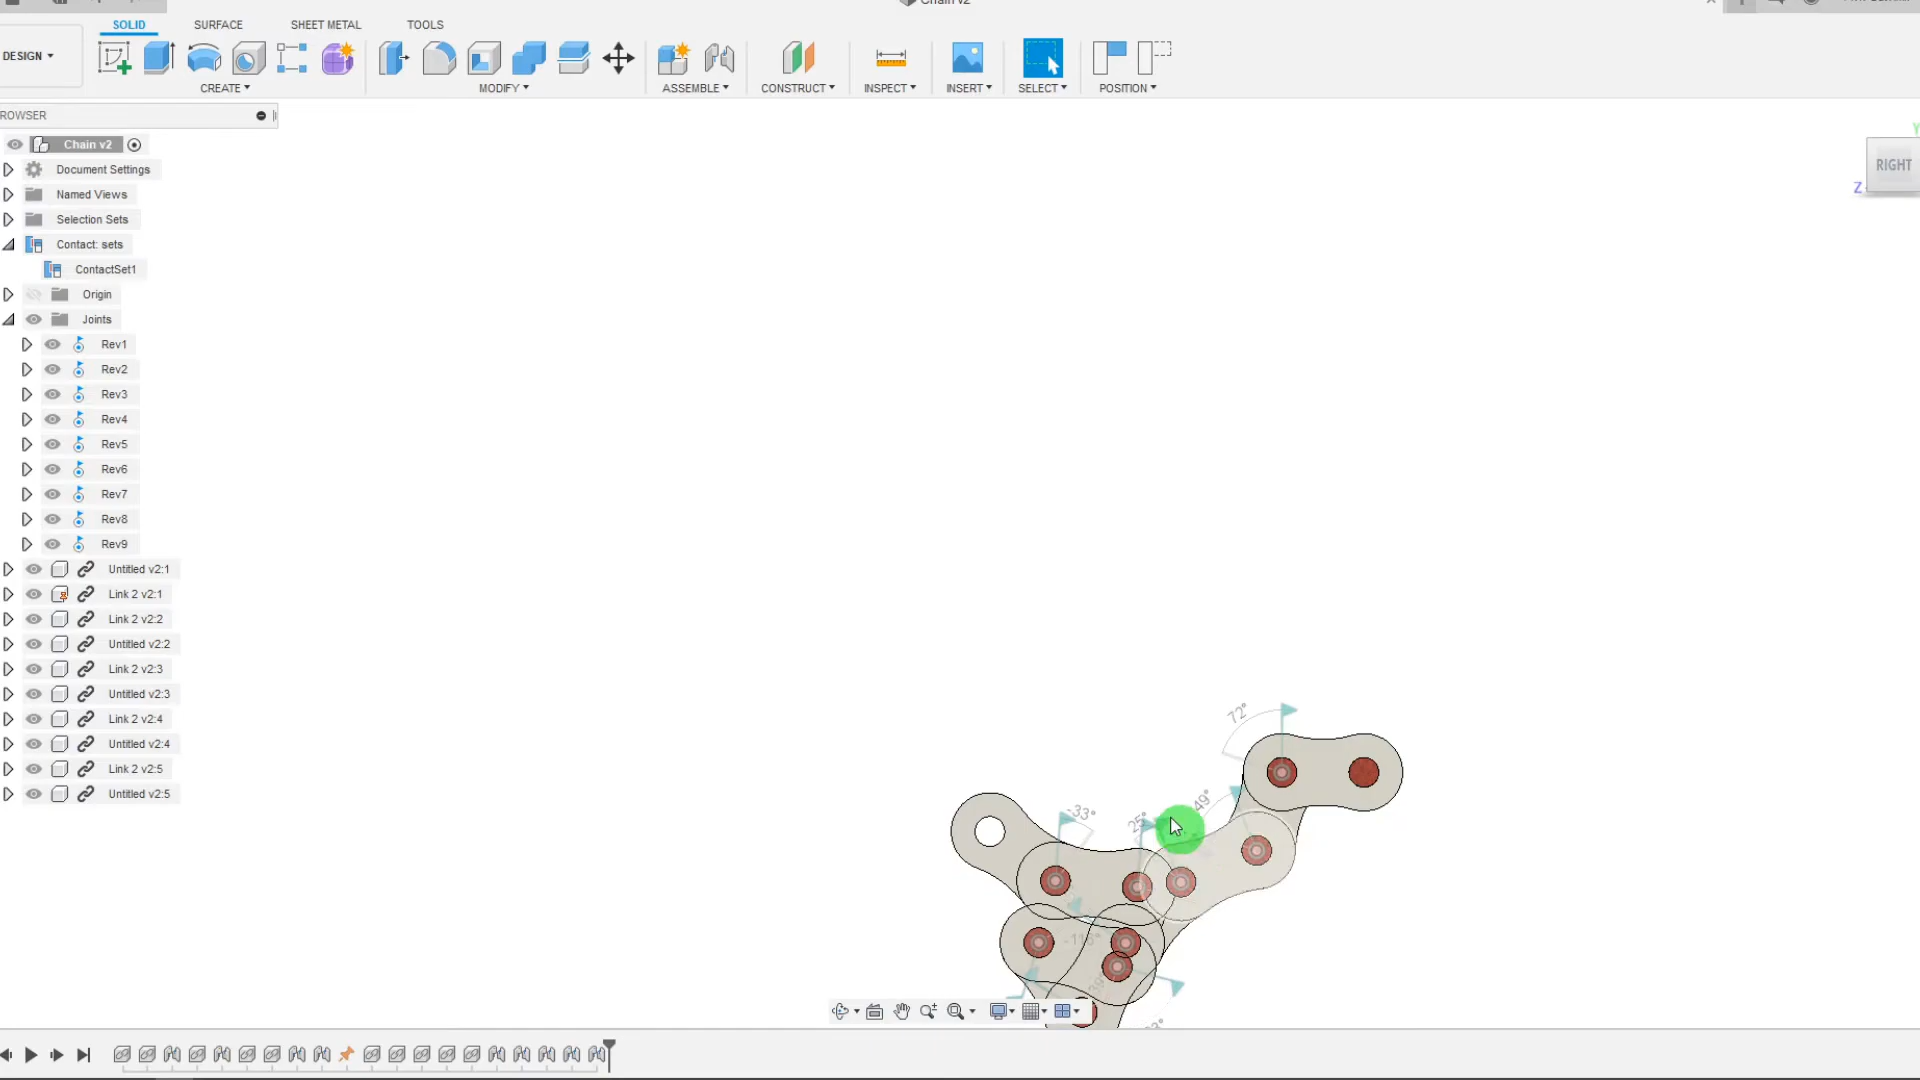 Chain v2
SOLID SURFACE SHEET METAL TOOLS
DESIGN
CREATE MODIFY ASSEMBLE CONSTRUCT INSPECT INSERT SELECT POSITION
ROWSER
Chain v2
Document Settings
Named Views
Selection Sets
Contact: sets
ContactSet1
Origin
Joints
Rev1
Rev2
Rev3
Rev4
Rev5
Rev6
Rev7
Rev8
Rev9
Untitled v2:1
Link 2 v2:1
Link 2 v2:2
Untitled v2:2
Link 2 v2:3
Untitled v2:3
Link 2 v2:4
Untitled v2:4
Link 2 v2:5
Untitled v2:5
Y
RIGHT
Z
72°
49°
33°
25°